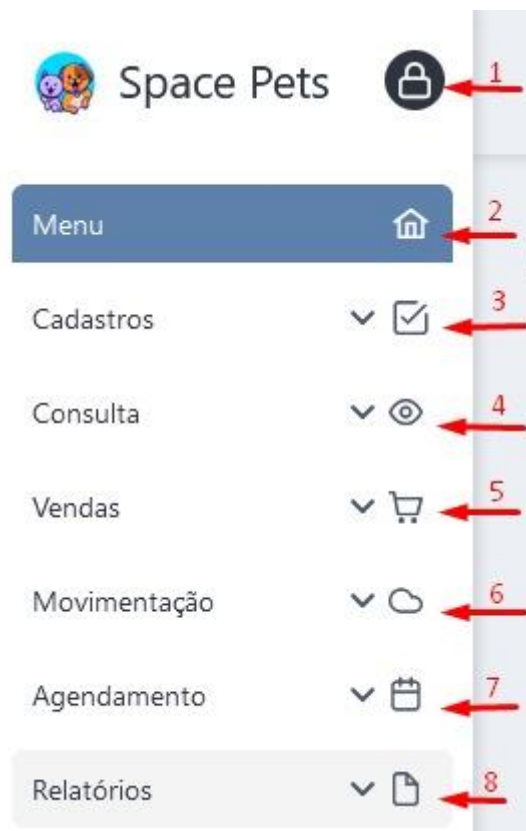 Space Pets 1
Menu 2
Cadastros 3
Consulta 4
Vendas 5
Movimentação 6
Agendamento 7
Relatórios 8